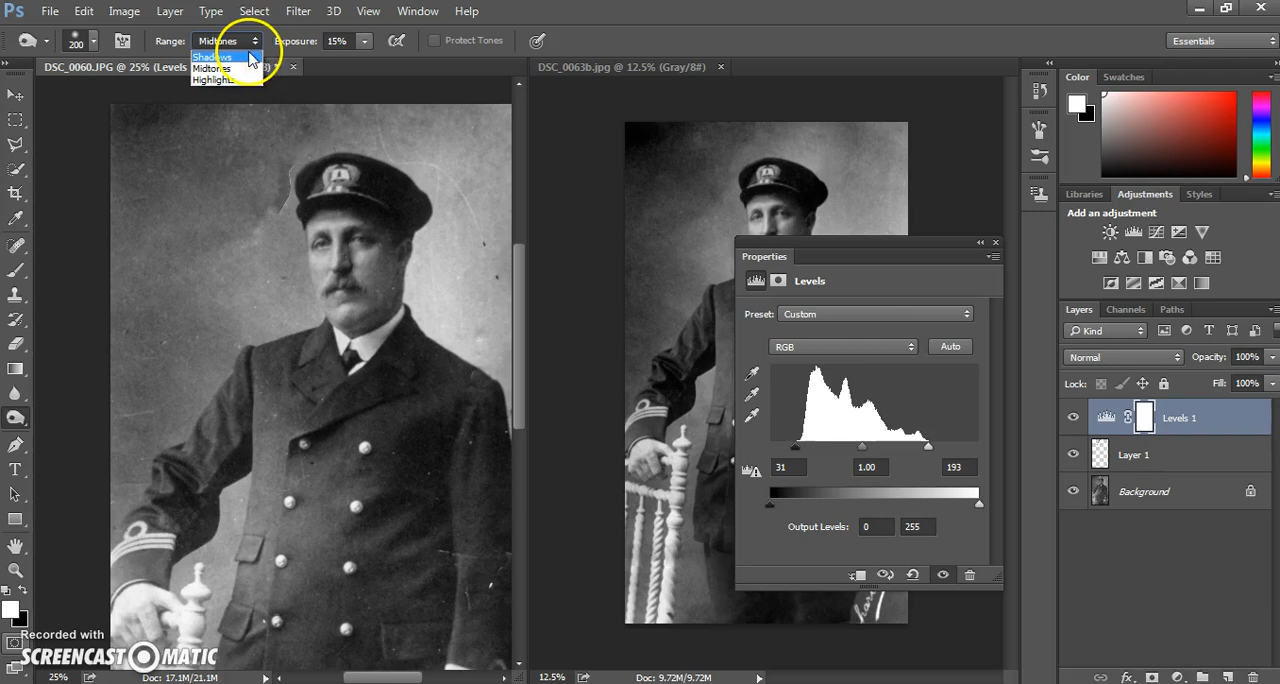 Ps File Edit Image Layer Type Select Filter 3D View Window Help
200 Range: Midtones Exposure: 15% Protect Tones Essentials
Shadows
Midtones
Highlights
DSC_0060.JPG @ 25% (Levels DSC_0063b.jpg @ 12.5% (Gray/8#)
Color Swatches
Libraries Adjustments Styles
Add an adjustment
Properties
Levels
Preset: Custom
RGB Auto
31 1.00 193
Output Levels: 0 255
Layers Channels Paths
Kind
Normal Opacity: 100%
Lock: Fill: 100%
Levels 1
Layer 1
Background
Recorded with
SCREENCAST-O-MATIC
25% Doc: 17.1M/21.1M 12.5% Doc: 9.72M/9.72M